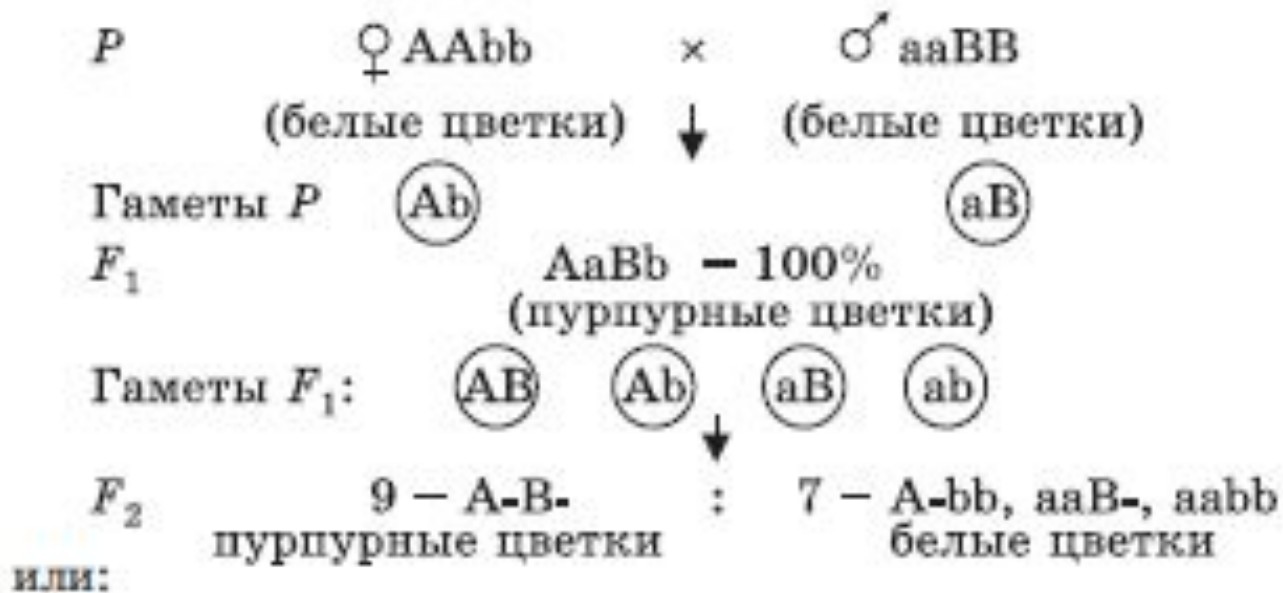 P ♀ AAbb × ♂ aaBB
(белые цветки) ↓ (белые цветки)
Гаметы P Ab aB
F₁ AaBb – 100%
(пурпурные цветки)
Гаметы F₁: AB Ab aB ab
↓
F₂ 9 – A-B- : 7 – A-bb, aaB-, aabb
пурпурные цветки белые цветки
или: